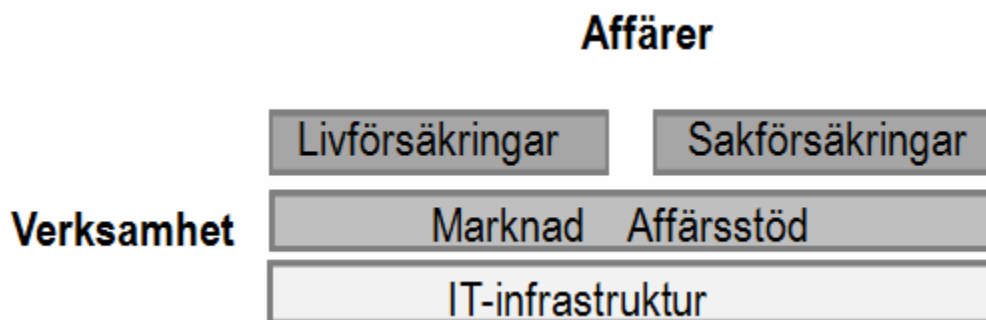 Affärer
Livförsäkringar Sakförsäkringar
Verksamhet Marknad Affärsstöd
IT-infrastruktur